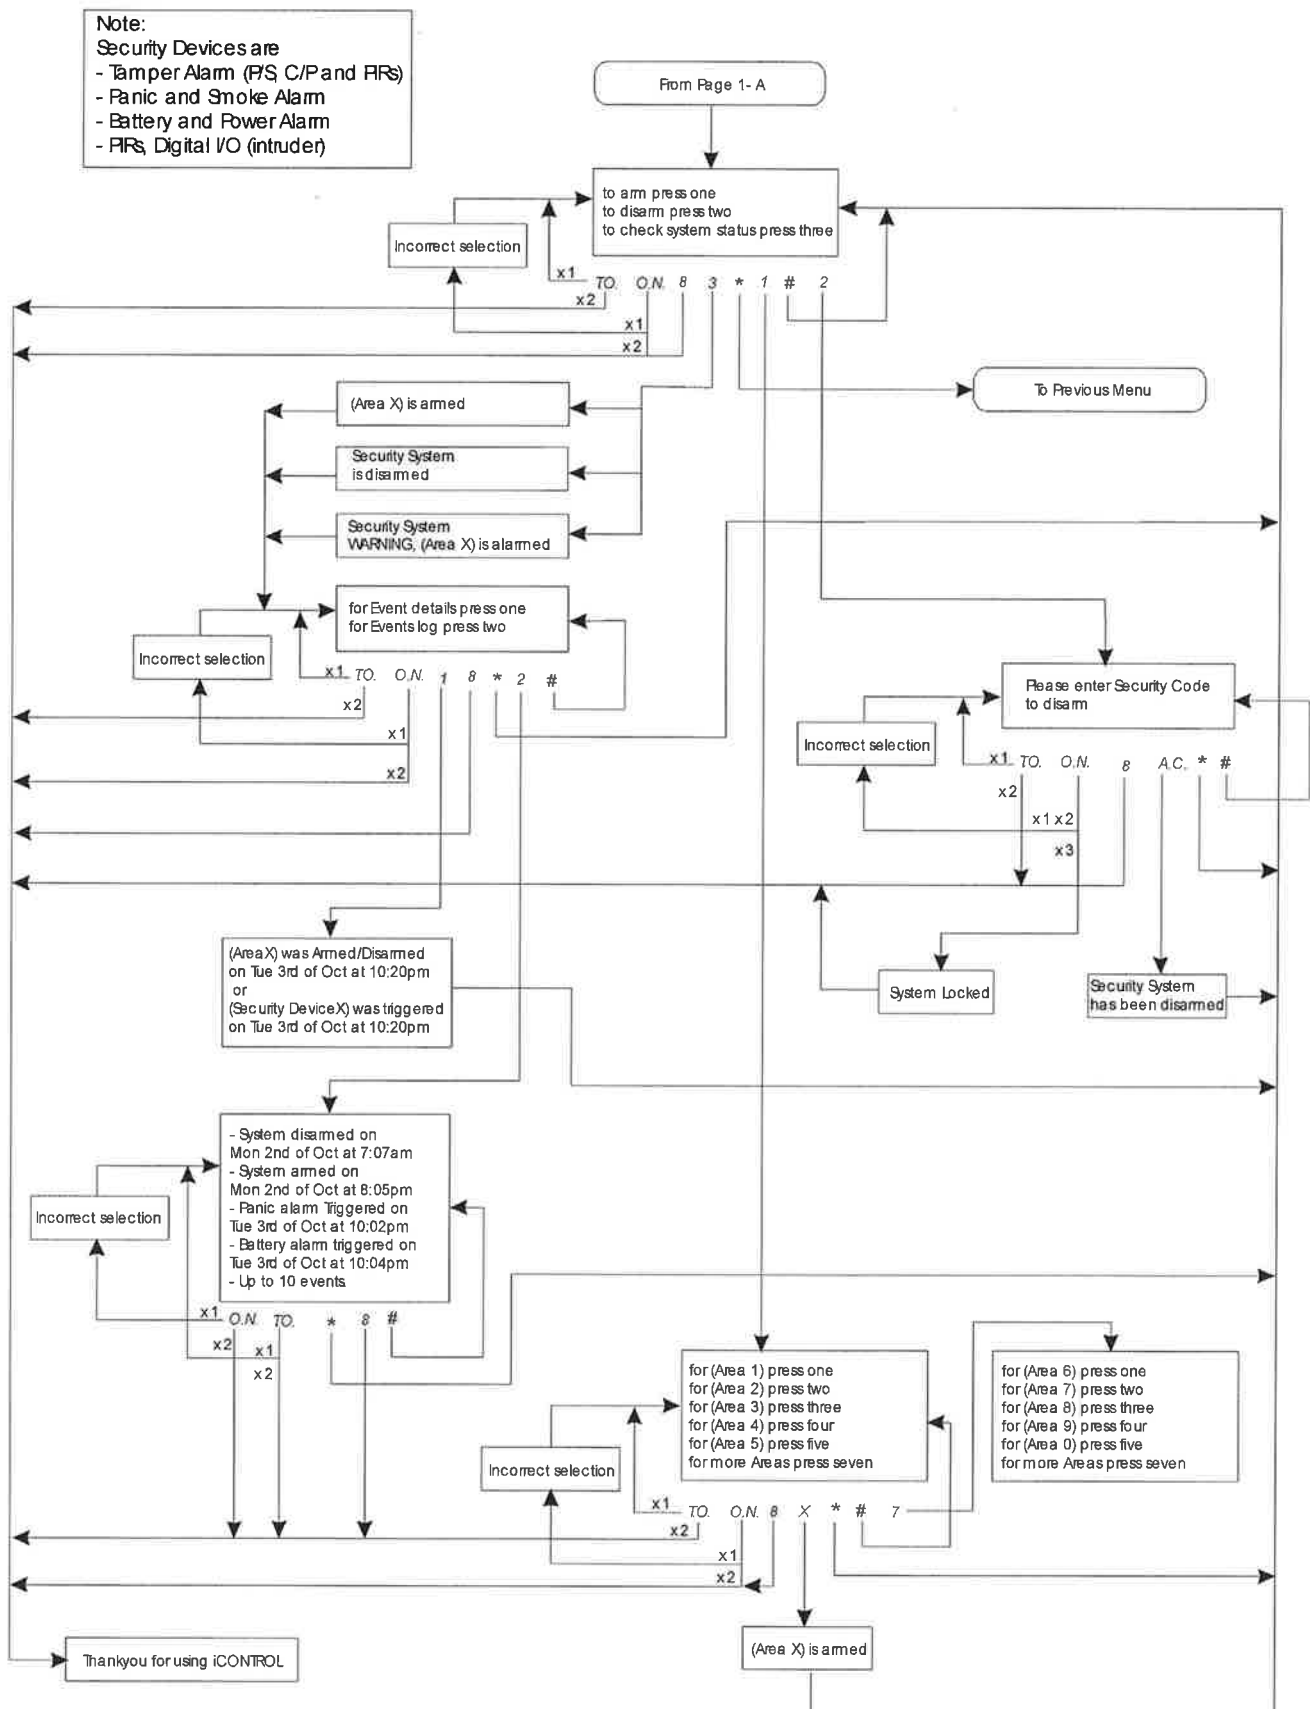 Note:
Security Devices are
- Tamper Alarm (P/S, C/P and PIRs)
- Panic and Smoke Alarm
- Battery and Power Alarm
- PIRs, Digital I/O (intruder)
From Page 1- A
to arm press one
to disarm press two
to check system status press three
Incorrect selection
x1 TO. O.N. 8 3 * 1 # 2
x2
x1
x2
To Previous Menu
(Area X) is armed
Security System
is disarmed
Security System
WARNING, (Area X) is alarmed
for Event details press one
for Events log press two
Incorrect selection
x1 TO. O.N. 1 8 * 2 #
x2
x1
x2
Please enter Security Code
to disarm
Incorrect selection
x1 TO. O.N. 8 A.C. * #
x2
x1 x2
x3
(Area X) was Armed/Disarmed
on Tue 3rd of Oct at 10:20pm
or
(Security Device X) was triggered
on Tue 3rd of Oct at 10:20pm
System Locked
Security System
has been disarmed
- System disarmed on
Mon 2nd of Oct at 7:07am
- System armed on
Mon 2nd of Oct at 8:05pm
- Panic alarm Triggered on
Tue 3rd of Oct at 10:02pm
- Battery alarm triggered on
Tue 3rd of Oct at 10:04pm
- Up to 10 events
Incorrect selection
x1 O.N. TO. * 8 #
x2 x1
x2
for (Area 1) press one
for (Area 2) press two
for (Area 3) press three
for (Area 4) press four
for (Area 5) press five
for more Areas press seven
for (Area 6) press one
for (Area 7) press two
for (Area 8) press three
for (Area 9) press four
for (Area 0) press five
for more Areas press seven
Incorrect selection
x1 TO. O.N. 8 X * # 7
x2
x1
x2
(Area X) is armed
Thankyou for using iCONTROL